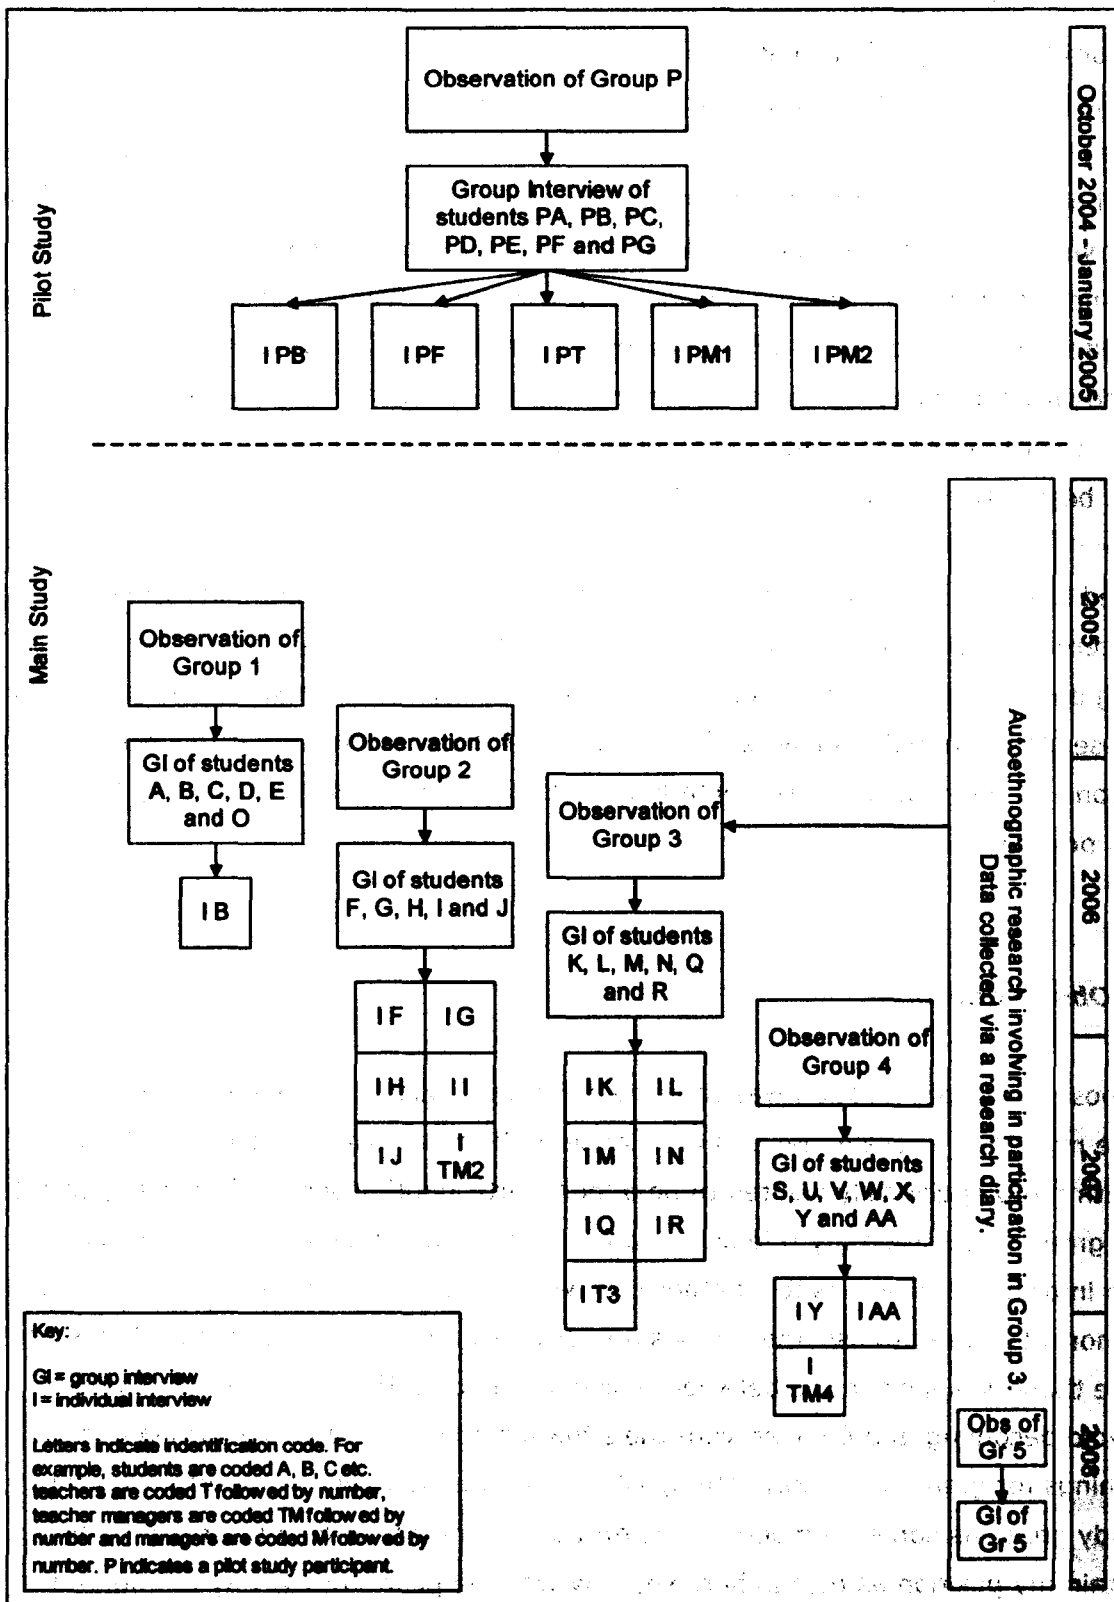 Observation of Group P
Group Interview of
students PA, PB, PC,
PD, PE, PF and PG
I PB
I PF
I PT
I PM1
I PM2
Pilot Study
October 2004 - January 2005
Main Study
Observation of
Group 1
GI of students
A, B, C, D, E
and O
I B
Observation of
Group 2
GI of students
F, G, H, I and J
I F
I G
I H
I I
I J
I
TM2
Observation of
Group 3
GI of students
K, L, M, N, Q
and R
I K
I L
I M
I N
I Q
I R
I T3
Observation of
Group 4
GI of students
S, U, V, W, X,
Y and AA
I Y
I AA
I
TM4
Autoethnographic research involving in participation in Group 3.
Data collected via a research diary.
Obs of
Gr 5
GI of
Gr 5
2005
2006
2007
2008
Key:
GI = group interview
I = individual interview
Letters indicate indentification code. For
example, students are coded A, B, C etc.
teachers are coded T followed by number,
teacher managers are coded TM followed by
number and managers are coded M followed by
number. P indicates a pilot study participant.